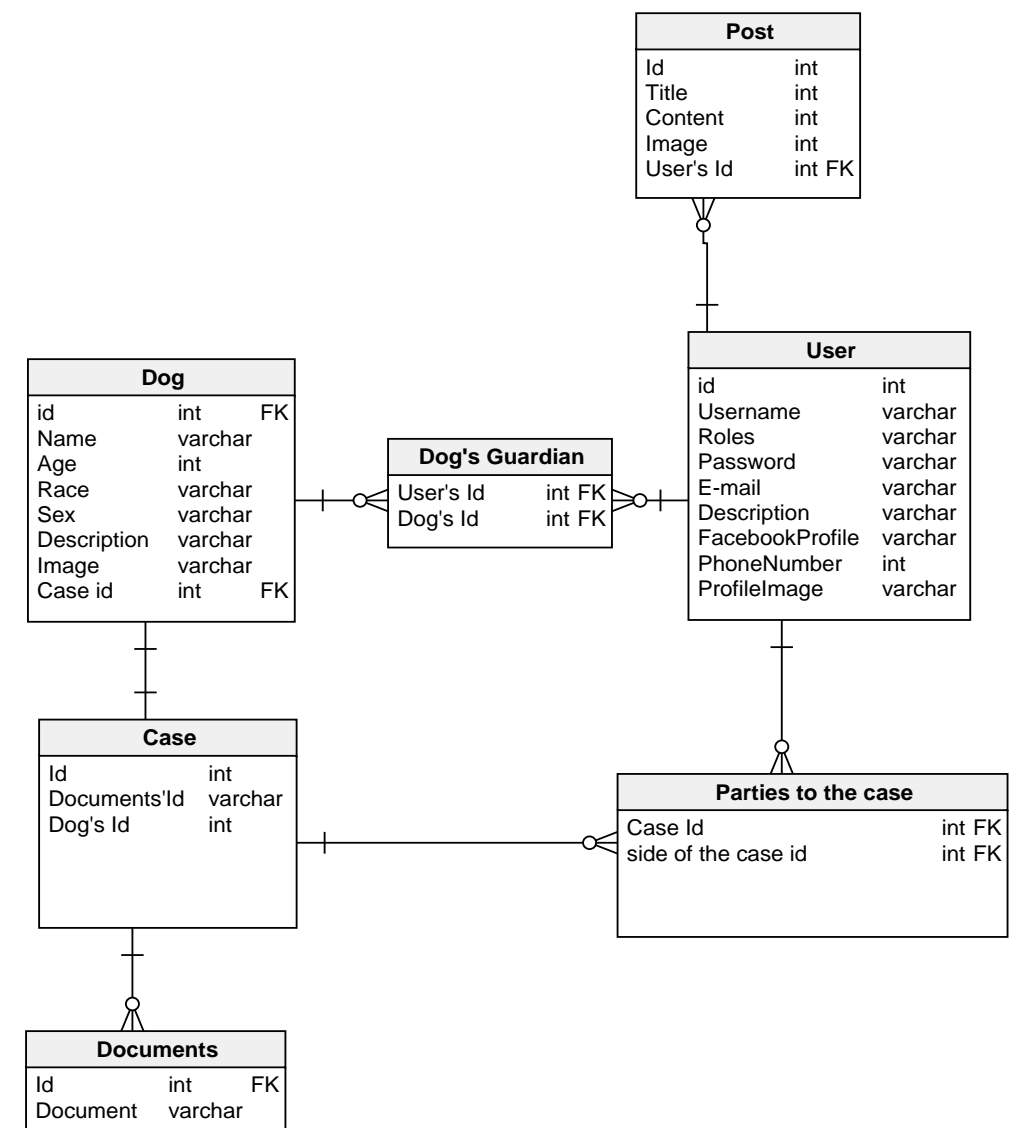 Post
Id int
Title int
Content int
Image int
User's Id int FK
User
id int
Username varchar
Roles varchar
Password varchar
E-mail varchar
Description varchar
FacebookProfile varchar
PhoneNumber int
ProfileImage varchar
Dog
id int FK
Name varchar
Age int
Race varchar
Sex varchar
Description varchar
Image varchar
Case id int FK
Dog's Guardian
User's Id int FK
Dog's Id int FK
Case
Id int
Documents'Id varchar
Dog's Id int
Parties to the case
Case Id int FK
side of the case id int FK
Documents
Id int FK
Document varchar